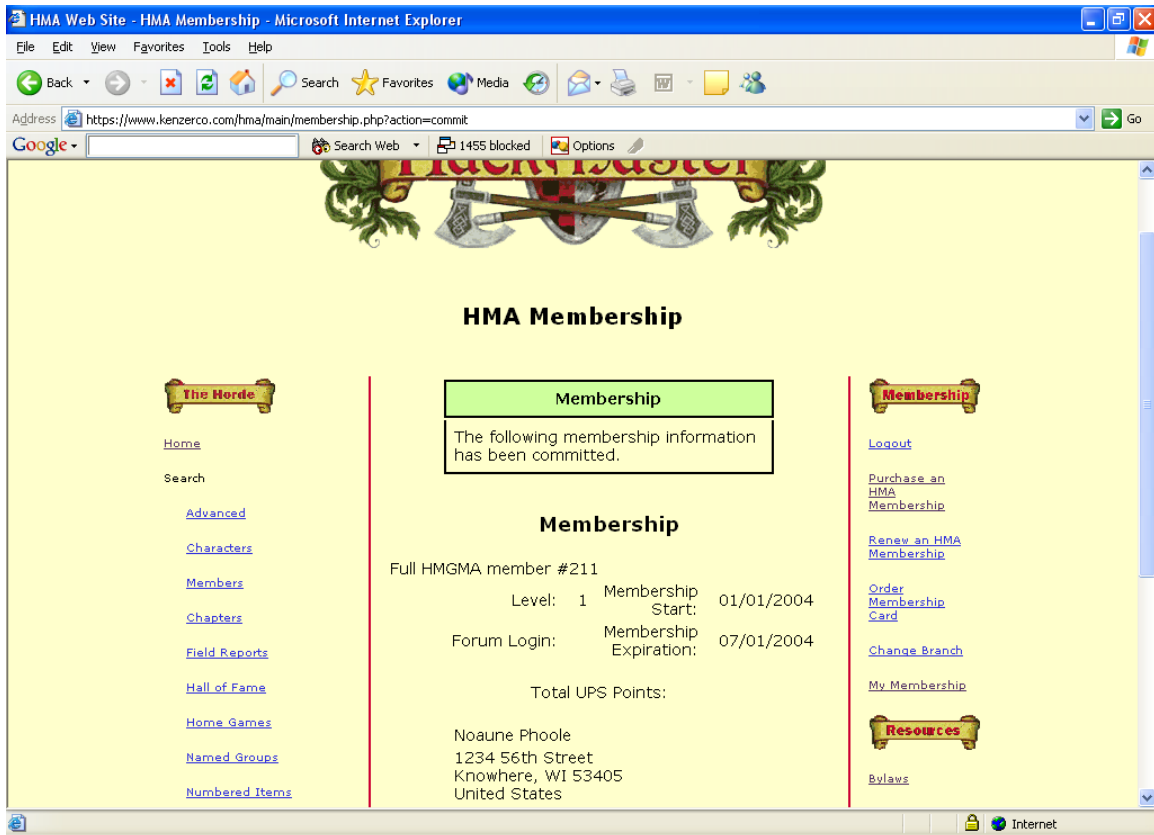 HMA Web Site - HMA Membership - Microsoft Internet Explorer
File Edit View Favorites Tools Help
Back Search Favorites Media
Address https://www.kenzerco.com/hma/main/membership.php?action=commit Go
Google Search Web 1455 blocked Options
HMA Membership
The Horde
Home
Search
Advanced
Characters
Members
Chapters
Field Reports
Hall of Fame
Home Games
Named Groups
Numbered Items
Membership
The following membership information
has been committed.
Membership
Full HMGMA member #211
Level: 1 Membership
Start: 01/01/2004
Forum Login: Membership
Expiration: 07/01/2004
Total UPS Points:
Noaune Phoole
1234 56th Street
Knowhere, WI 53405
United States
Membership
Logout
Purchase an
HMA
Membership
Renew an HMA
Membership
Order
Membership
Card
Change Branch
My Membership
Resources
Bylaws
Internet